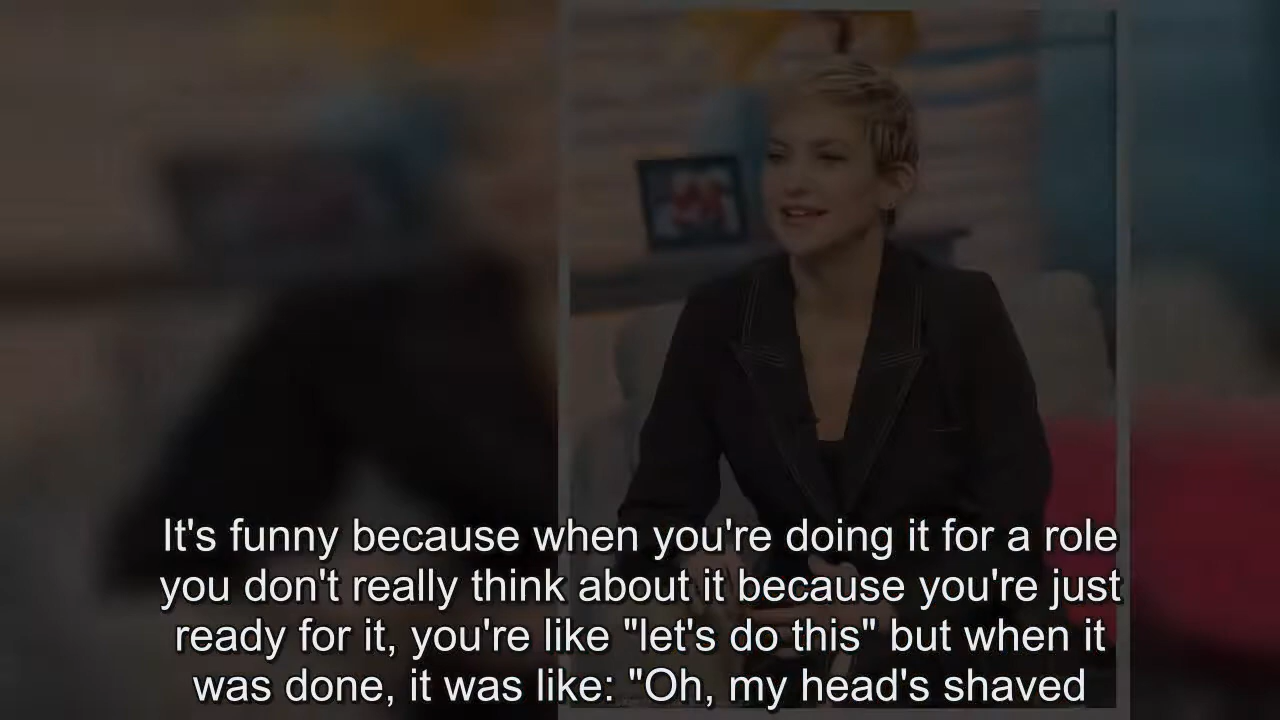 It's funny because when you're doing it for a role
you don't really think about it because you're just
ready for it, you're like "let's do this" but when it
was done, it was like: "Oh, my head's shaved